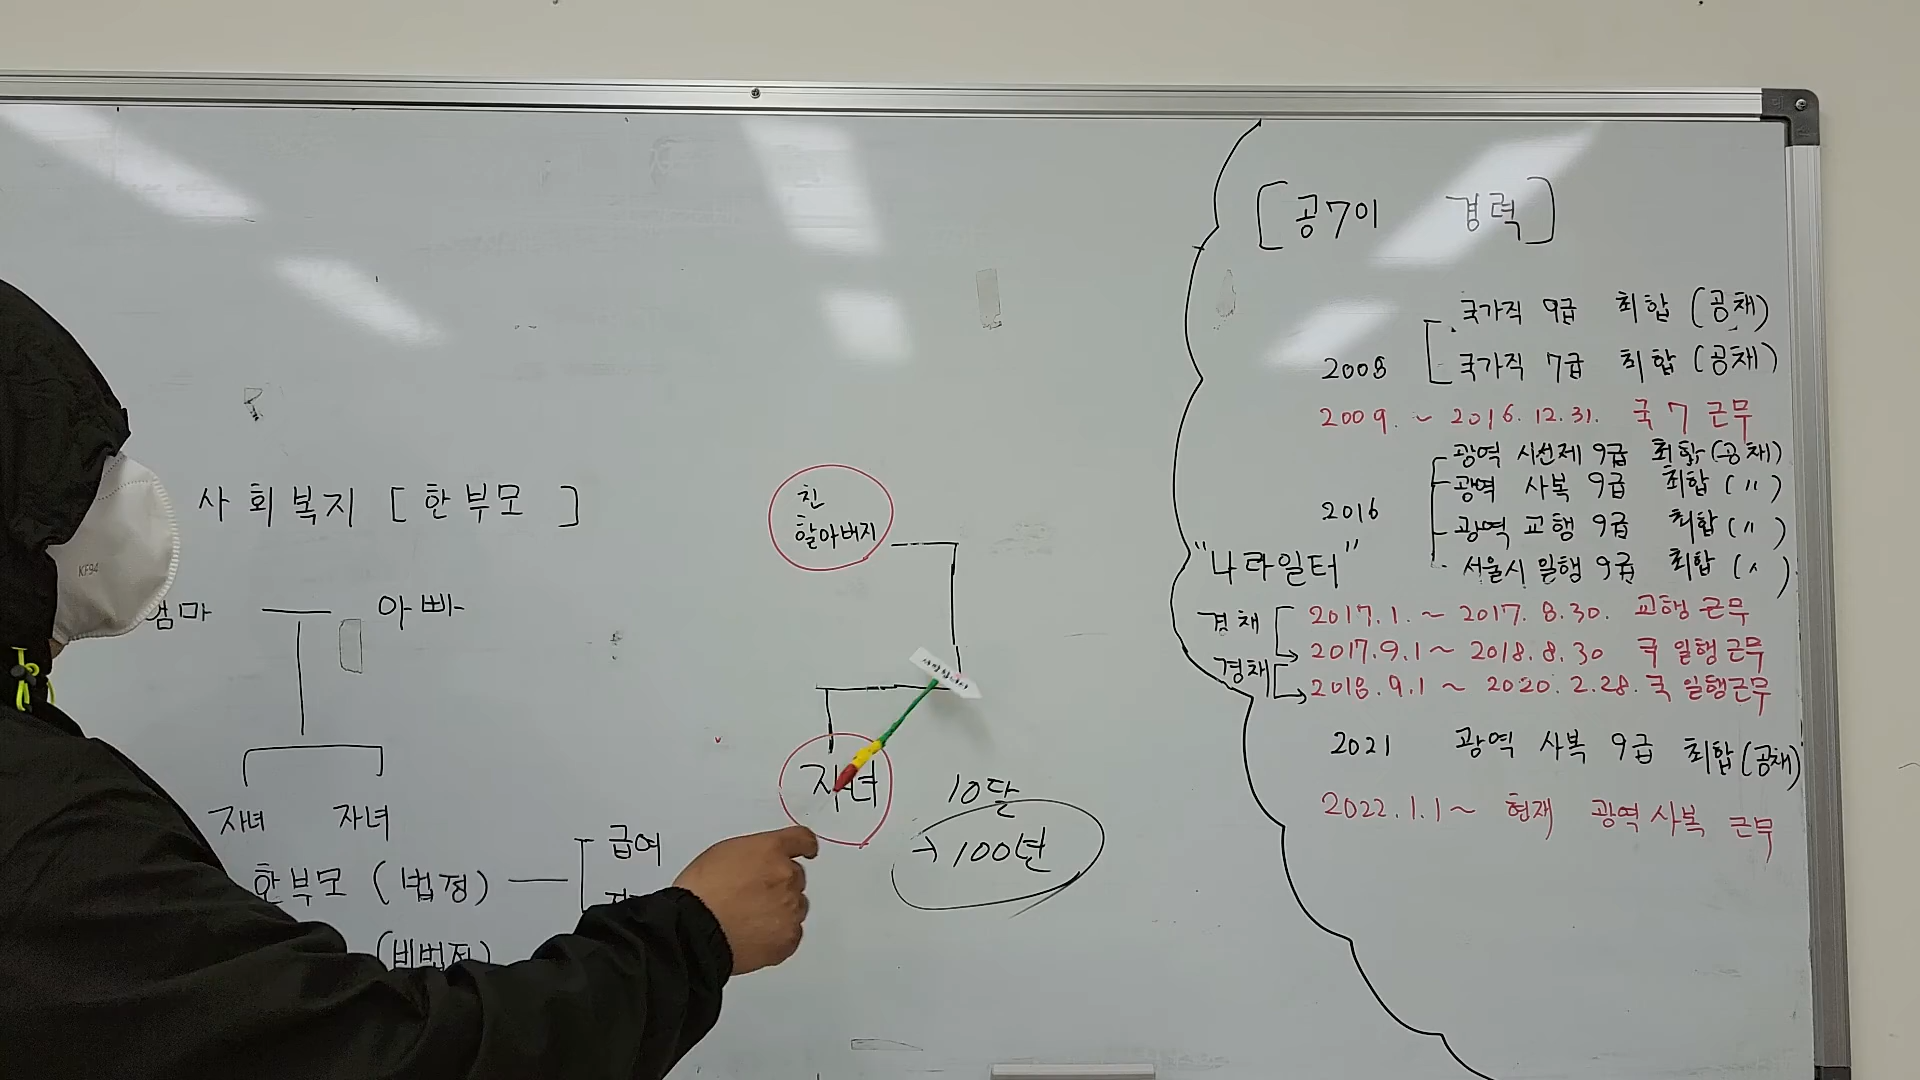 사회복지 [한부모 ]
엄마 아빠
자녀 자녀
한부모 (법정) 급여
(비법정)
KF94
친
할아버지
자녀
10달
→ 100년
[공7이 경력]
국가직 9급 최합 (공채)
2008 국가직 7급 최합 (공채)
2009. ~ 2016. 12. 31. 국 7 근무
광역 시선제 9급 최합 (공채)
광역 사복 9급 최합 (〃)
2016
광역 교행 9급 최합 (〃)
"나라일터" 서울시 일행 9급 최합 (〃)
경채 2017. 1. ~ 2017. 8. 30. 교행 근무
2017. 9. 1 ~ 2018. 8. 30 국 일행 근무
경채 2018. 9. 1 ~ 2020. 2. 28. 국 일행근무
2021 광역 사복 9급 최합 (공채)
2022. 1. 1 ~ 현재 광역 사복 근무